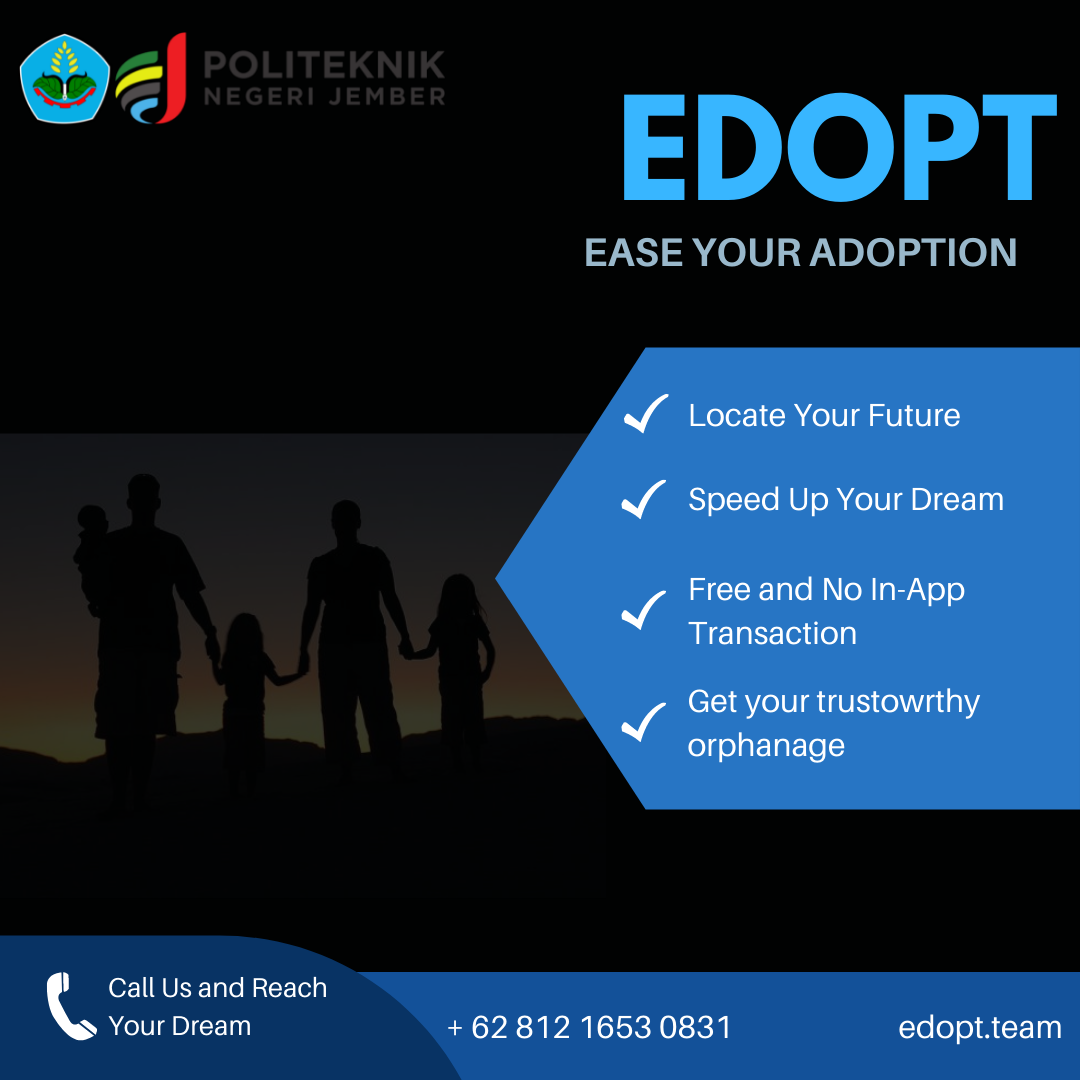 POLITEKNIK
NEGERI JEMBER
EDOPT
EASE YOUR ADOPTION
Locate Your Future
Speed Up Your Dream
Free and No In-App
Transaction
Get your trustowrthy
orphanage
Call Us and Reach
Your Dream
+ 62 812 1653 0831
edopt.team